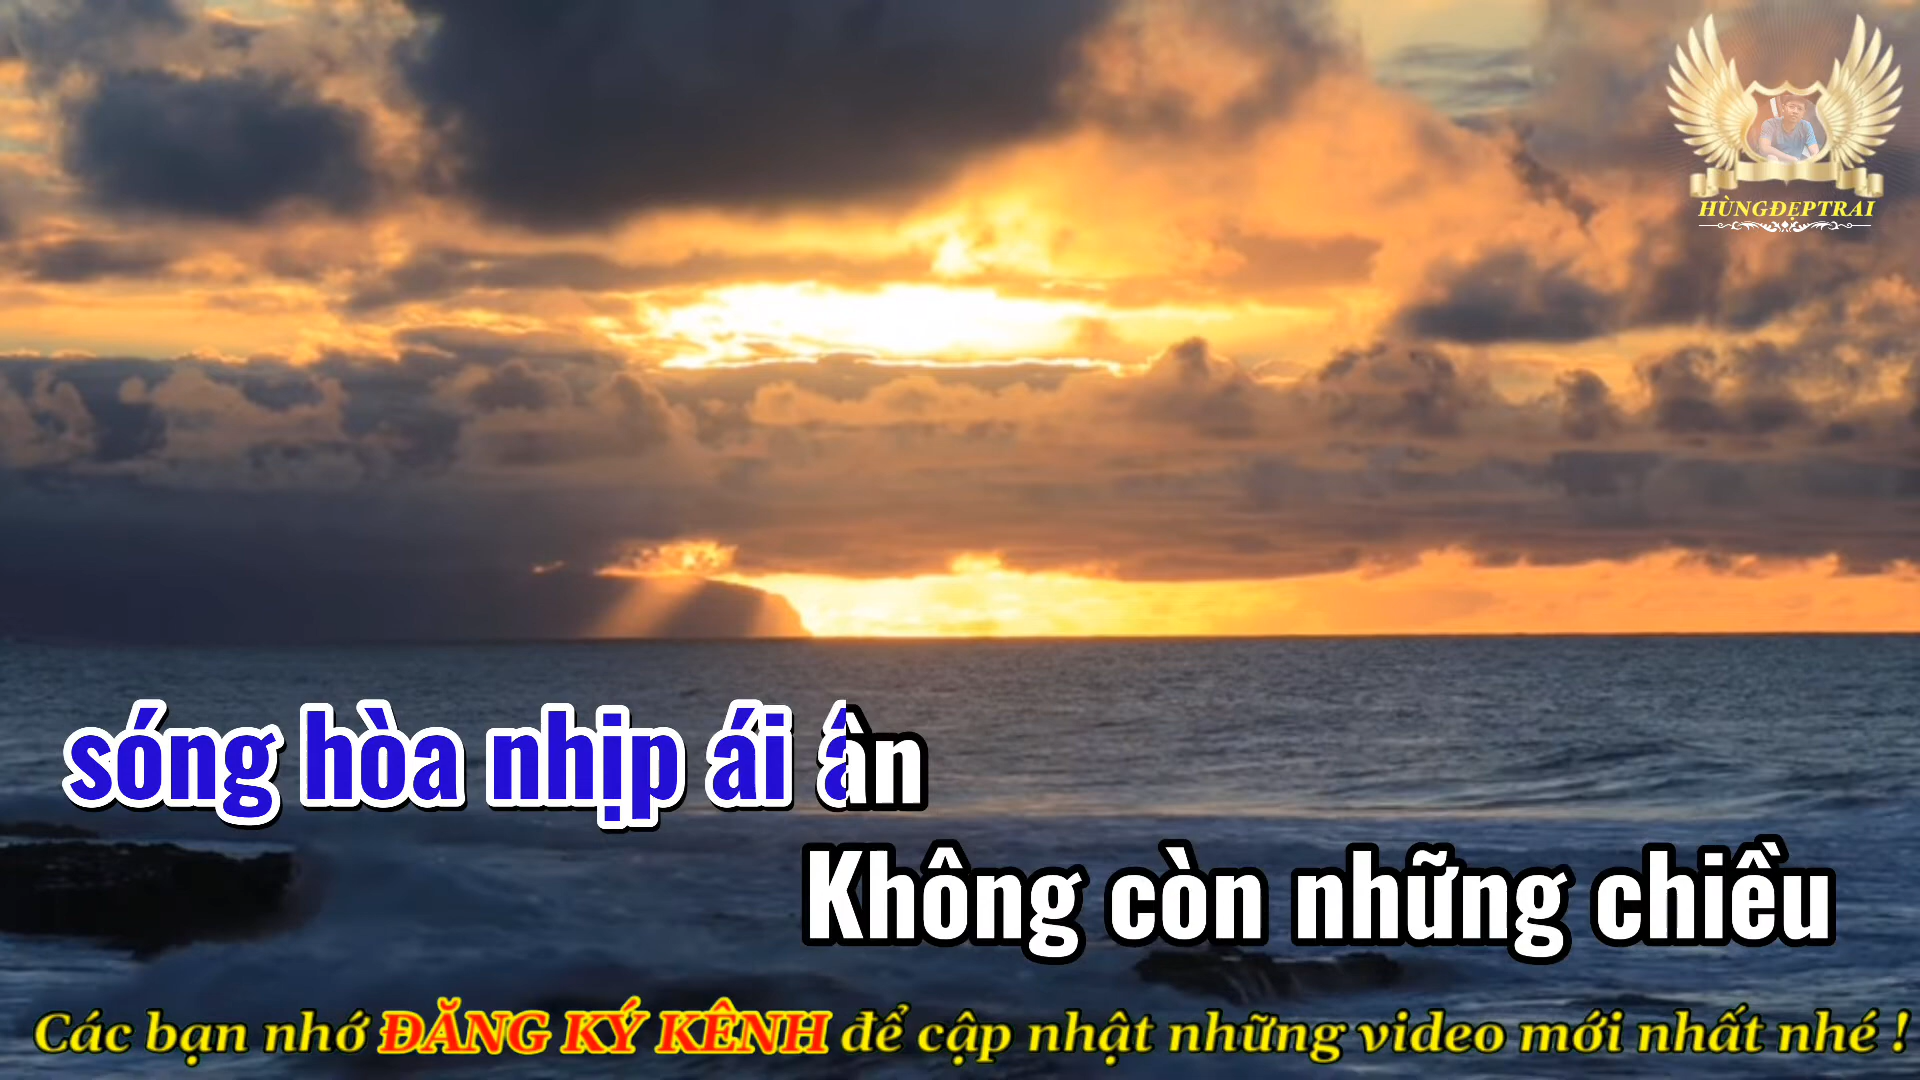 HÙNGĐẸPTRAI
sóng hòa nhịp ái ân
Không còn những chiều
Các bạn nhớ ĐĂNG KÝ KÊNH để cập nhật những video mới nhất nhé !